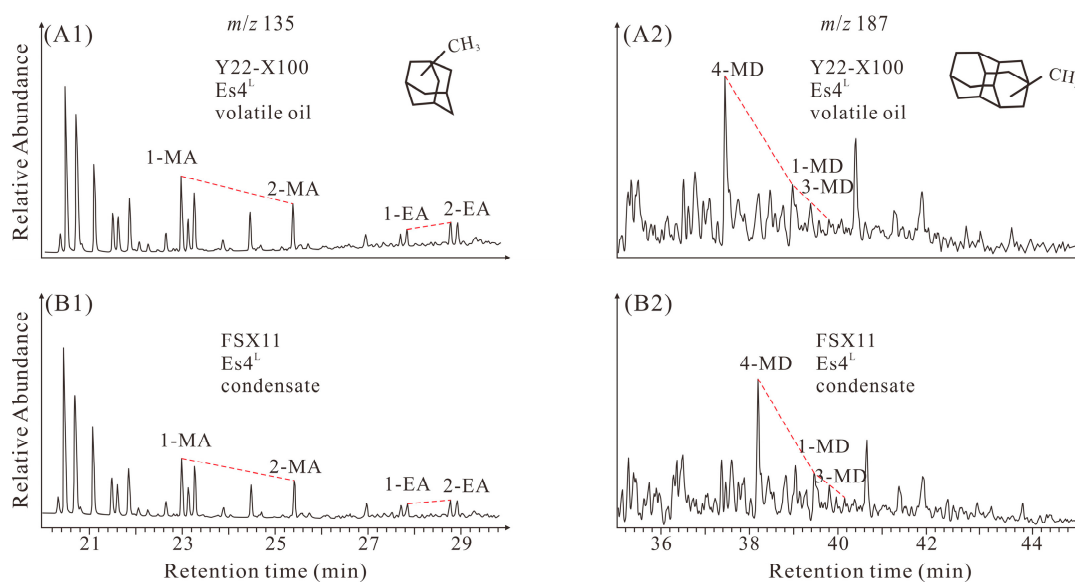 (A1)
m/z 135
CH3
Y22-X100
Es4L
volatile oil
1-MA
2-MA
1-EA
2-EA
Relative Abundance
(A2)
m/z 187
4-MD
Y22-X100
Es4L
volatile oil
CH
1-MD
3-MD
(B1)
FSX11
Es4L
condensate
1-MA
2-MA
1-EA
2-EA
Relative Abundance
21 23 25 27 29
Retention time (min)
(B2)
FSX11
4-MD
Es4L
condensate
1-MD
3-MD
36 38 40 42 44
Retention time (min)